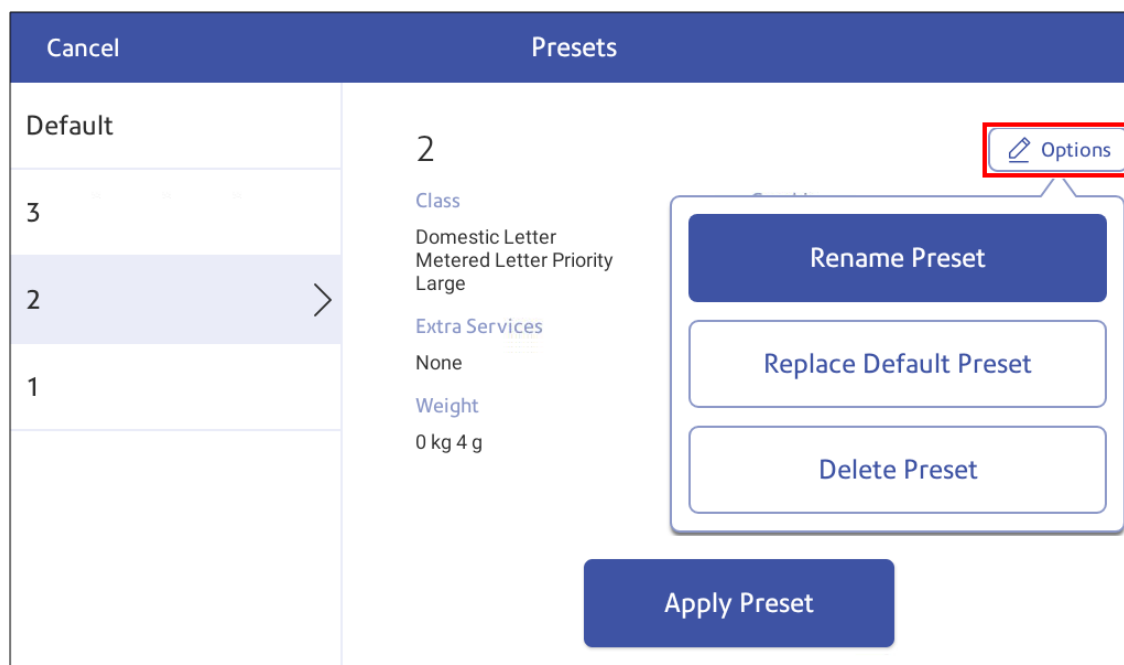 Cancel
Presets
Default
3
2
1
2
Options
Class
Domestic Letter
Metered Letter Priority
Large
Extra Services
None
Weight
0 kg 4 g
Rename Preset
Replace Default Preset
Delete Preset
Apply Preset